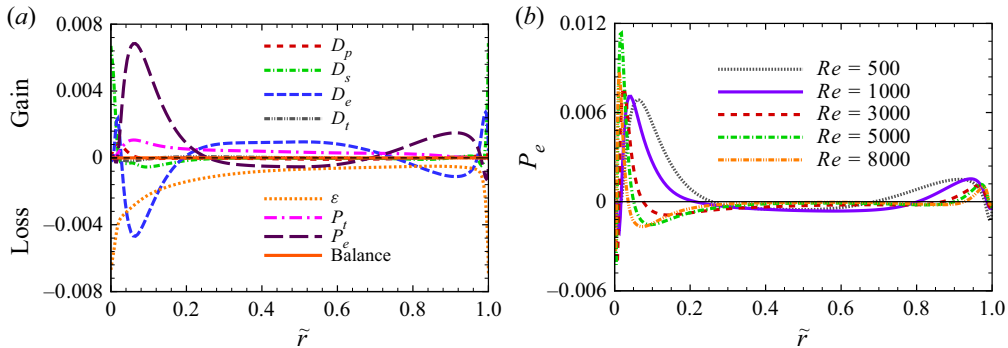 (a)
0.008
0.004
0
−0.004
−0.008
Gain
Loss
D_p
D_s
D_e
D_t
ε
P_t
P_e
Balance
0 0.2 0.4 0.6 0.8 1.0
r̃
(b)
0.012
0.006
0
−0.006
P_e
Re = 500
Re = 1000
Re = 3000
Re = 5000
Re = 8000
0 0.2 0.4 0.6 0.8 1.0
r̃